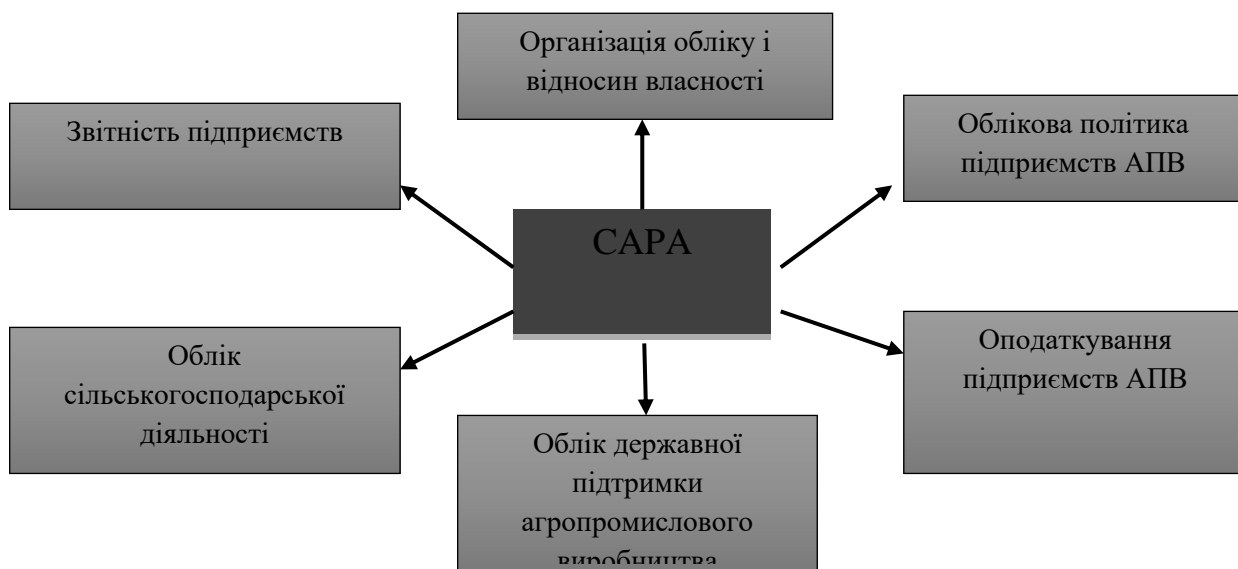 Організація обліку і
відносин власності
Звітність підприємств
Облікова політика
підприємств АПВ
САРА
Облік
сільськогосподарської
діяльності
Оподаткування
підприємств АПВ
Облік державної
підтримки
агропромислового
виробництва